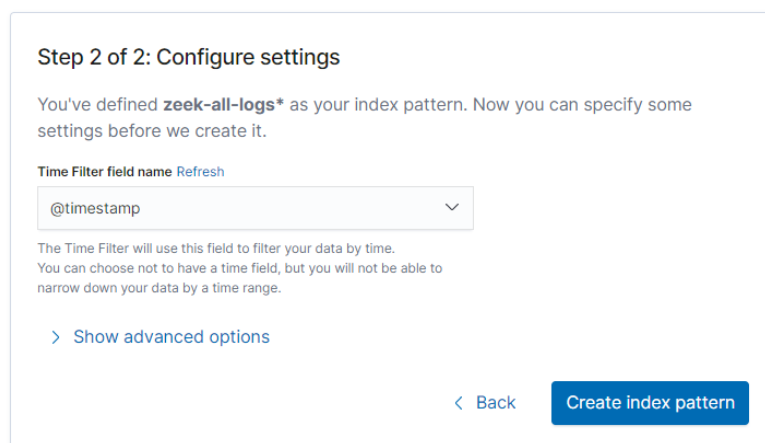 Step 2 of 2: Configure settings
You've defined zeek-all-logs* as your index pattern. Now you can specify some
settings before we create it.
Time Filter field name Refresh
@timestamp
The Time Filter will use this field to filter your data by time.
You can choose not to have a time field, but you will not be able to
narrow down your data by a time range.
Show advanced options
Back Create index pattern